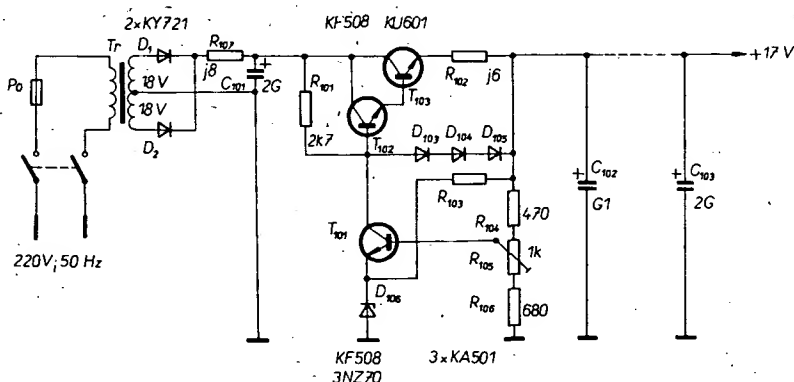 2×KY721
KF508 KU601
Tr
D1
R107
j8
C101
+
2G
R101
2k7
T103
R102
j6
+17 V
Po
18 V
18 V
D2
T102
D103
D104
D105
R103
470
+
C102
G1
+
C103
2G
T101
R104
1k
R105
220V; 50 Hz
D106
R106
680
KF508
3NZ70
3×KA501